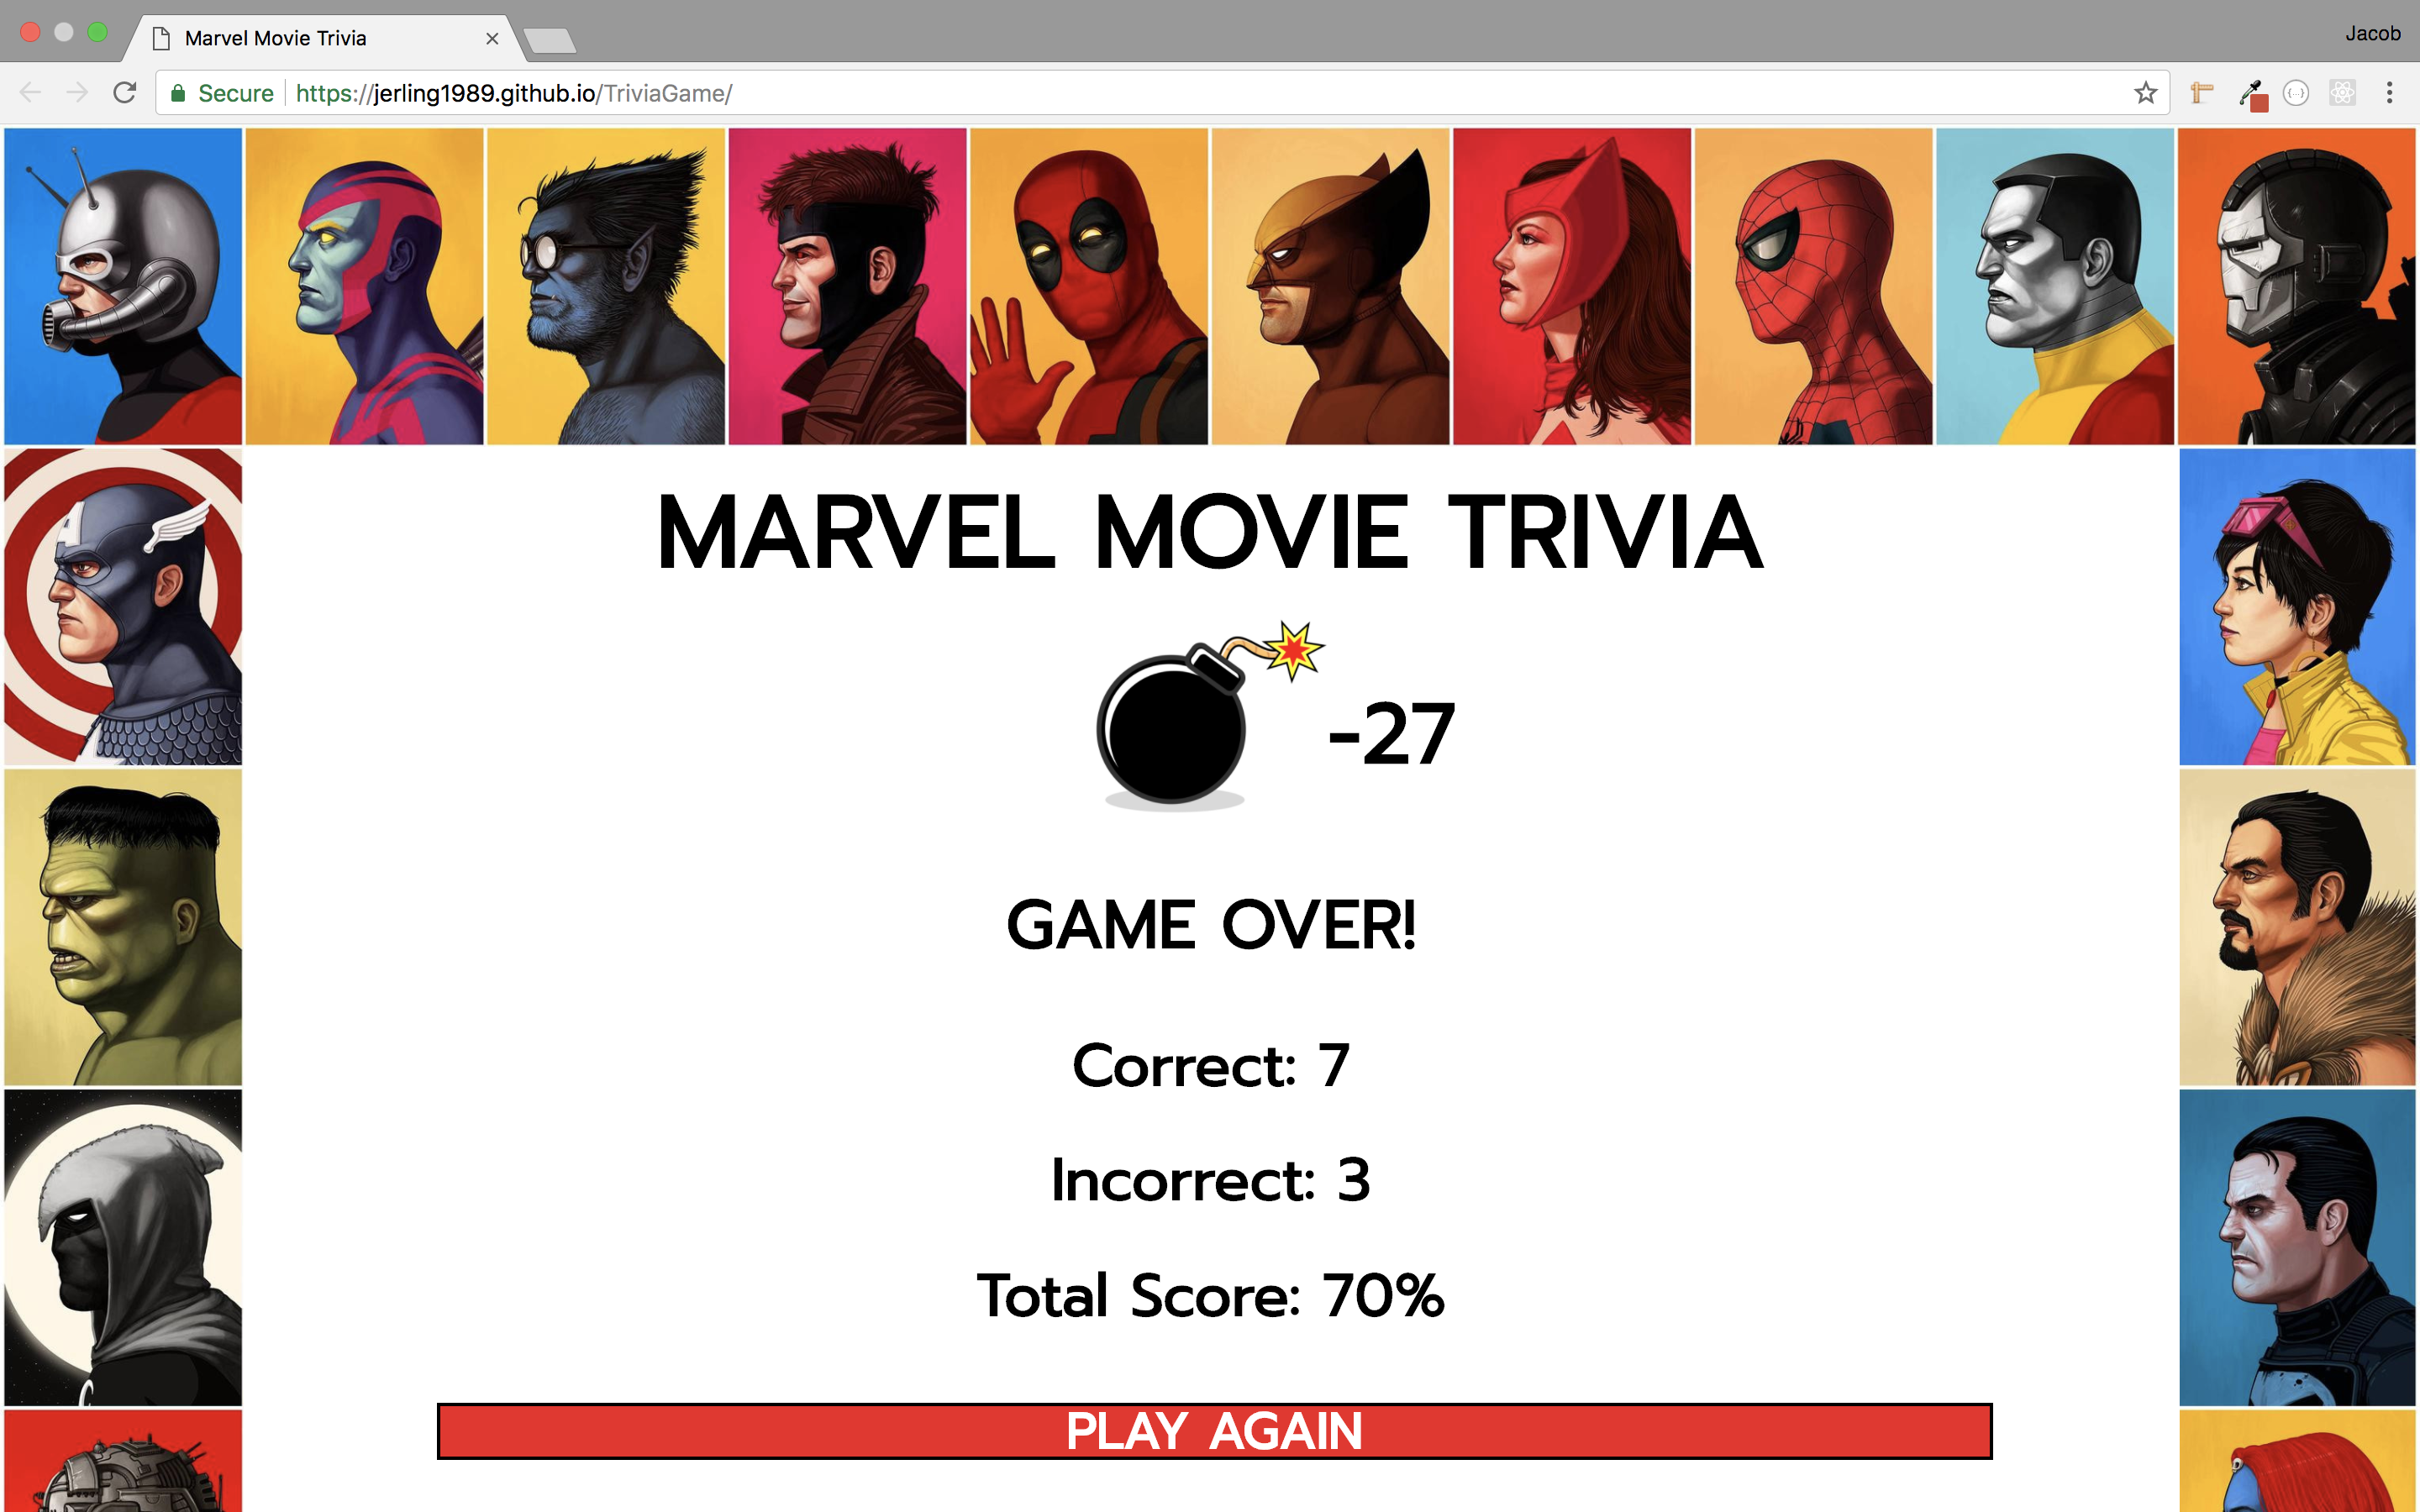 Marvel Movie Trivia
Jacob
Secure https://jerling1989.github.io/TriviaGame/
MARVEL MOVIE TRIVIA
-27
GAME OVER!
Correct: 7
Incorrect: 3
Total Score: 70%
PLAY AGAIN